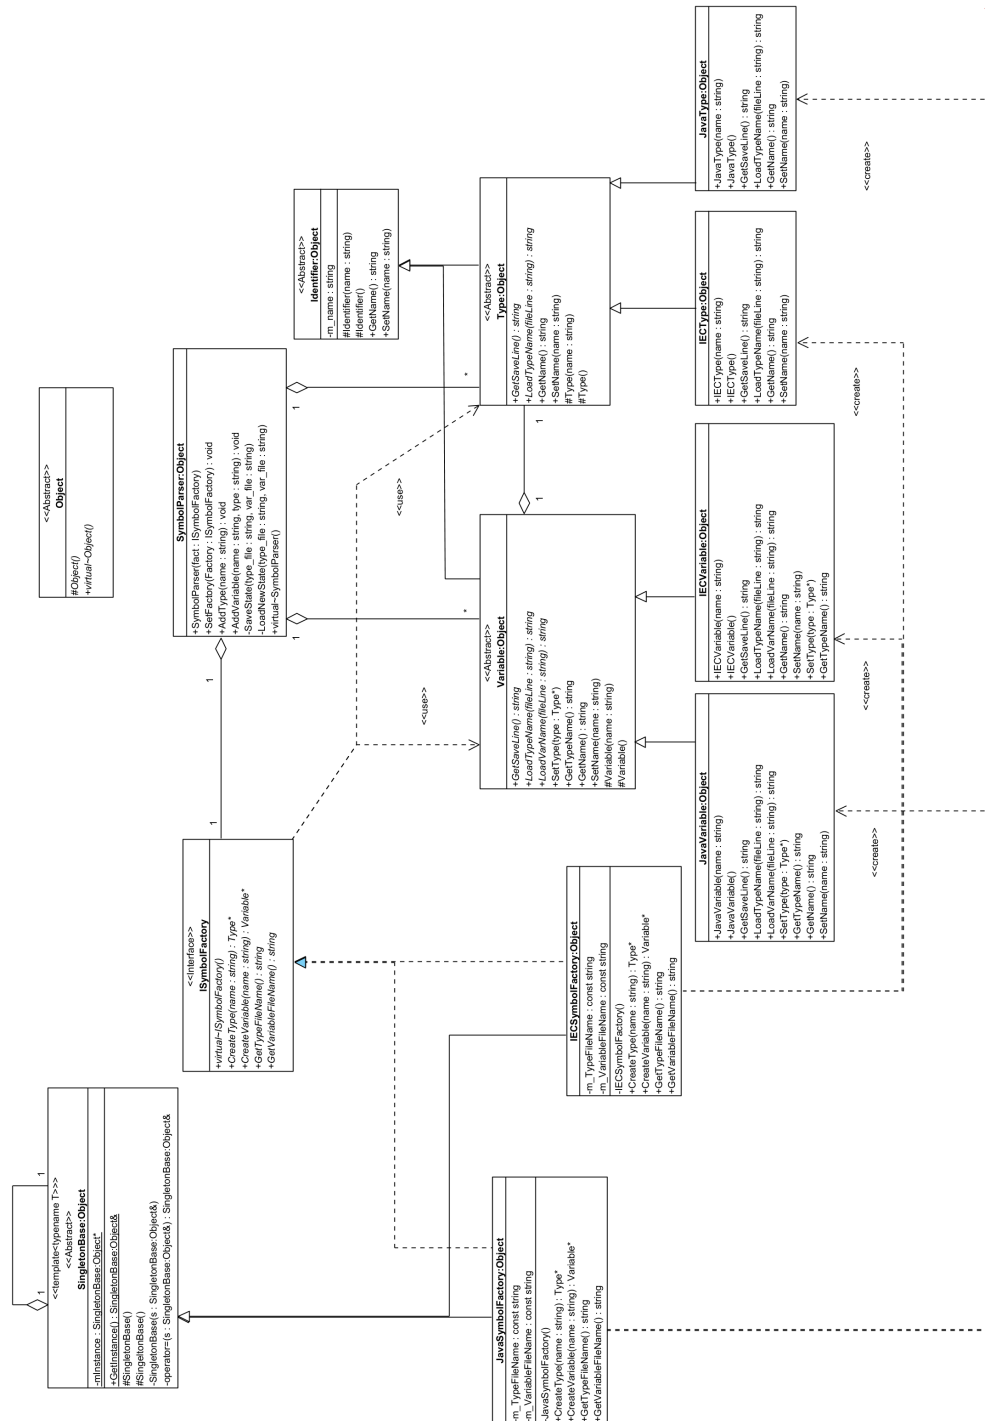 <<template<typename T>>>
<<Abstract>>
SingletonBase:Object
-mInstance : SingletonBase:Object*
+GetInstance() : SingletonBase:Object&
#SingletonBase()
#SingeltonBase()
-SingletonBase(s : SingletonBase:Object&)
-operator=(s : SingletonBase:Object&) : SingletonBase:Object&
1
1
<<Interface>>
ISymbolFactory
+virtual~ISymbolFactory()
+CreateType(name : string) : Type*
+CreateVariable(name : string) : Variable*
+GetTypeFileName() : string
+GetVariableFileName() : string
1
1
<<Abstract>>
Object
#Object()
+virtual~Object()
SymbolParser:Object
+SymbolParser(fact : ISymbolFactory)
+SetFactory(Factory : ISymbolFactory) : void
+AddType(name : string) : void
+AddVariable(name : string, type : string) : void
-SaveState(type_file : string, var_file : string)
-LoadNewState(type_file : string, var_file : string)
+virtual~SymbolParser()
1
*
1
*
<<Abstract>>
Identifier:Object
-m_name : string
#Identifier(name : string)
#Identifier()
+GetName() : string
+SetName(name : string)
<<use>>
<<use>>
JavaSymbolFactory:Object
-m_TypeFileName : const string
-m_VariableFileName : const string
-JavaSymbolFactory()
+CreateType(name : string) : Type*
+CreateVariable(name : string) : Variable*
+GetTypeFileName() : string
+GetVariableFileName() : string
IECSymbolFactory:Object
-m_TypeFileName : const string
-m_VariableFileName : const string
-IECSymbolFactory()
+CreateType(name : string) : Type*
+CreateVariable(name : string) : Variable*
+GetTypeFileName() : string
+GetVariableFileName() : string
<<Abstract>>
Variable:Object
+GetSaveLine() : string
+LoadTypeName(fileLine : string) : string
+LoadVarName(fileLine : string) : string
+SetType(type : Type*)
+GetTypeName() : string
+GetName() : string
+SetName(name : string)
#Variable(name : string)
#Variable()
1
1
<<Abstract>>
Type:Object
+GetSaveLine() : string
+LoadTypeName(fileLine : string) : string
+GetName() : string
+SetName(name : string)
#Type(name : string)
#Type()
JavaVariable:Object
+JavaVariable(name : string)
+JavaVariable()
+GetSaveLine() : string
+LoadTypeName(fileLine : string) : string
+LoadVarName(fileLine : string) : string
+SetType(type : Type*)
+GetTypeName() : string
+GetName() : string
+SetName(name : string)
IECVariable:Object
+IECVariable(name : string)
+IECVariable()
+GetSaveLine() : string
+LoadTypeName(fileLine : string) : string
+LoadVarName(fileLine : string) : string
+GetName() : string
+SetName(name : string)
+SetType(type : Type*)
+GetTypeName() : string
IECType:Object
+IECType(name : string)
+IECType()
+GetSaveLine() : string
+LoadTypeName(fileLine : string) : string
+GetName() : string
+SetName(name : string)
JavaType:Object
+JavaType(name : string)
+JavaType()
+GetSaveLine() : string
+LoadTypeName(fileLine : string) : string
+GetName() : string
+SetName(name : string)
<<create>>
<<create>>
<<create>>
<<create>>